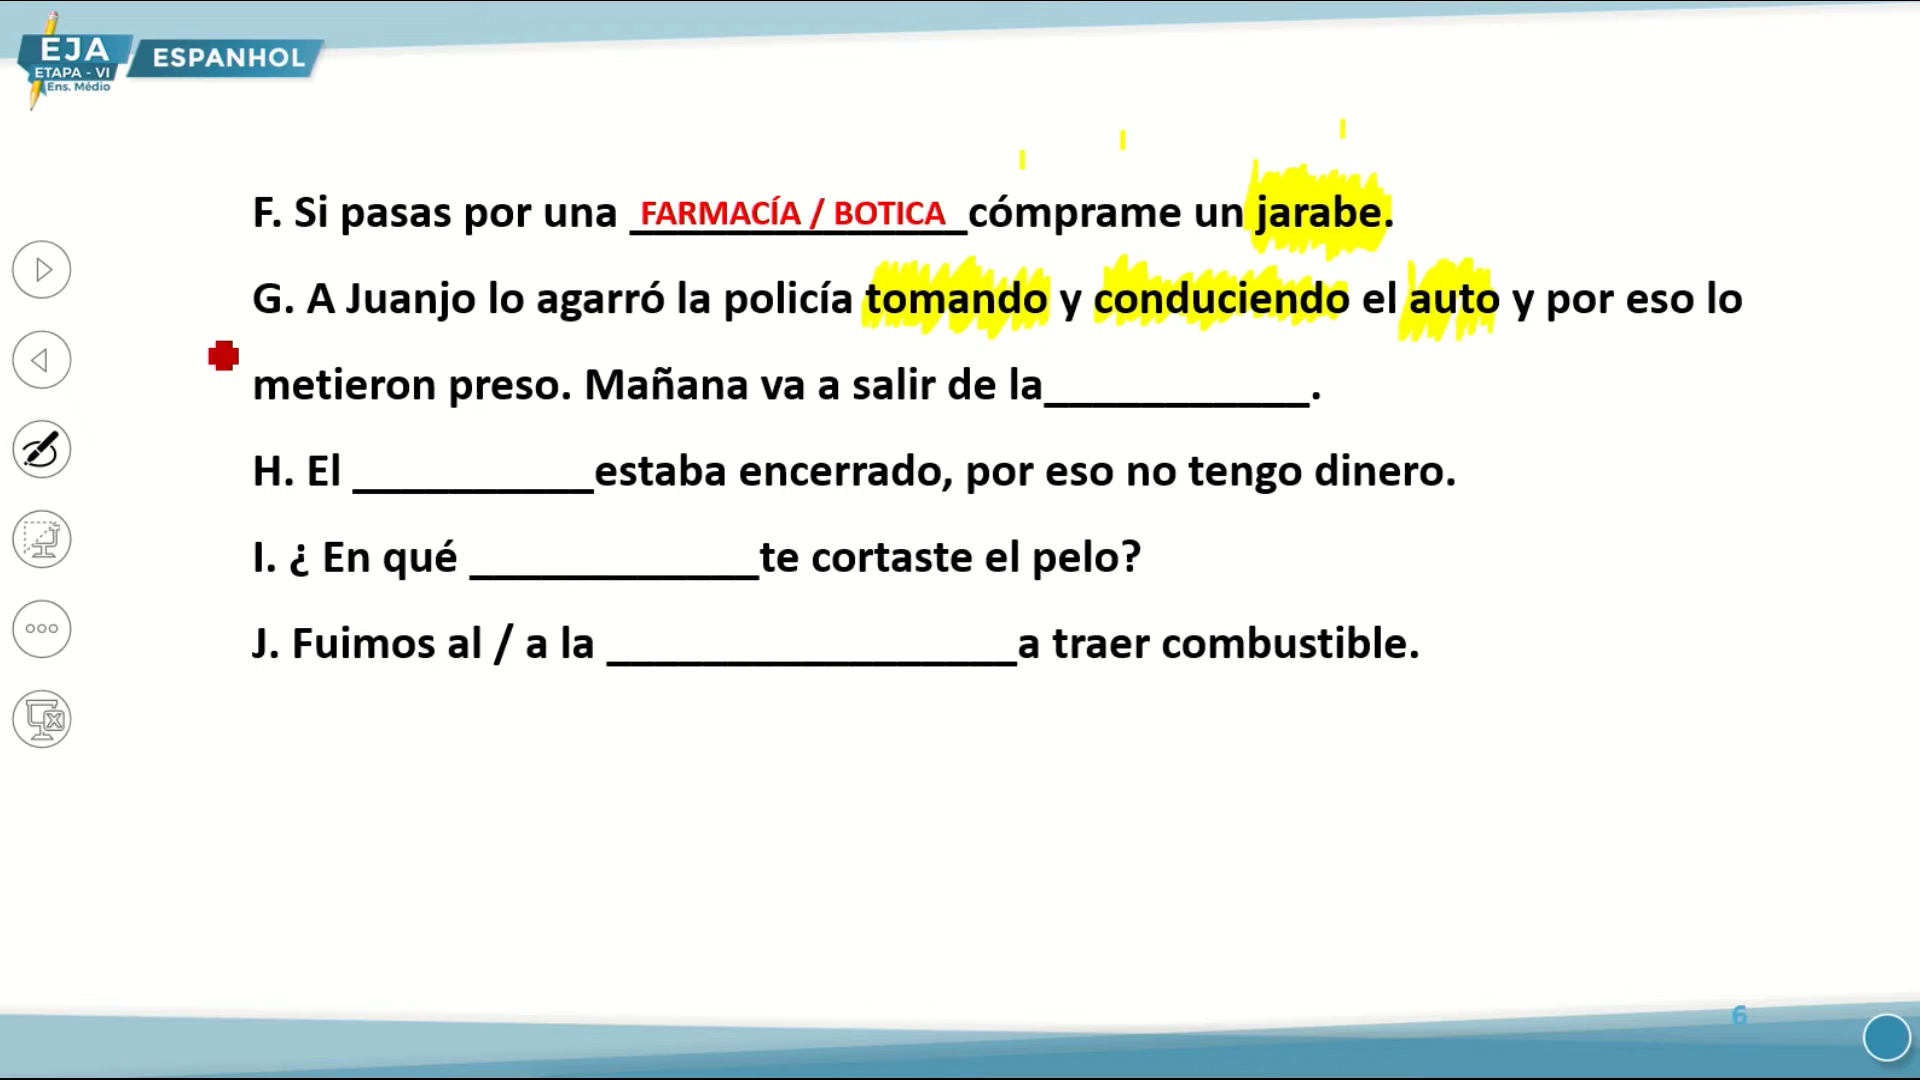 EJA
ETAPA - VI
Ens. Médio
ESPANHOL
F. Si pasas por una FARMACÍA / BOTICA cómprame un jarabe.
G. A Juanjo lo agarró la policía tomando y conduciendo el auto y por eso lo
metieron preso. Mañana va a salir de la___________.
H. El __________estaba encerrado, por eso no tengo dinero.
I. ¿ En qué ____________te cortaste el pelo?
J. Fuimos al / a la _________________a traer combustible.
6